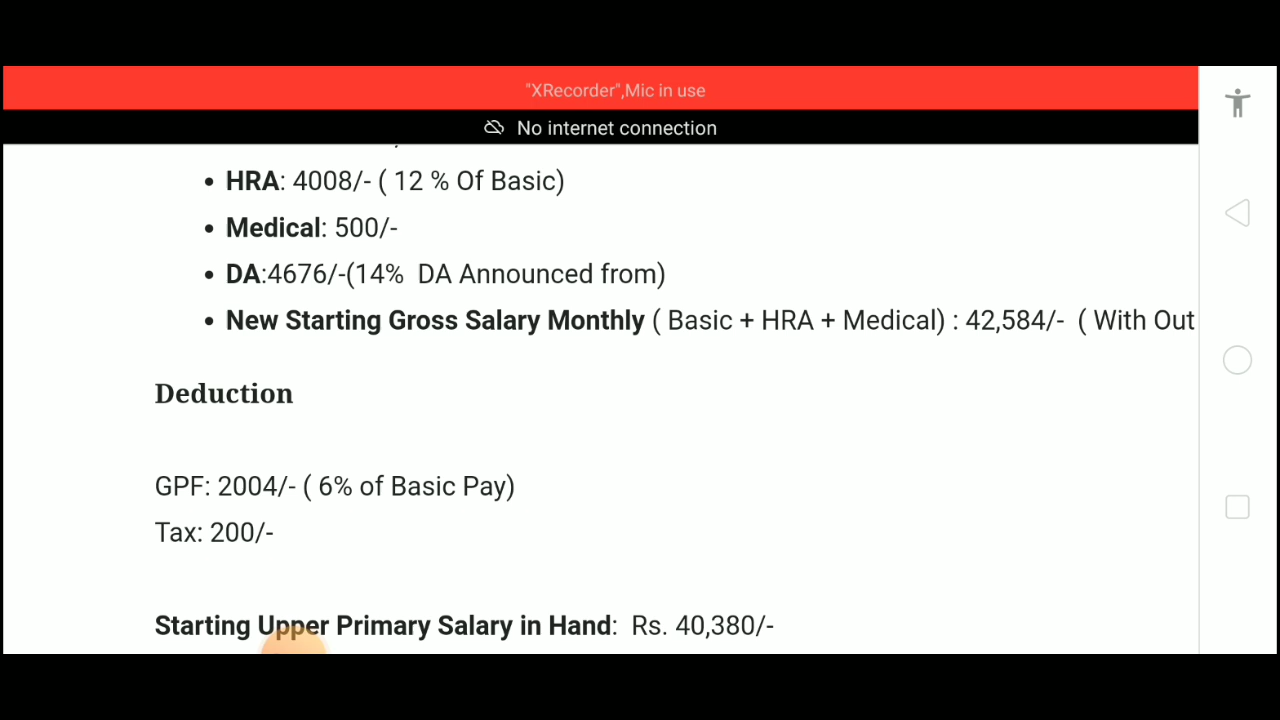 "XRecorder",Mic in use
No internet connection
• HRA: 4008/- ( 12 % Of Basic)
• Medical: 500/-
• DA:4676/-(14%  DA Announced from)
• New Starting Gross Salary Monthly ( Basic + HRA + Medical) : 42,584/-  ( With Out
Deduction
GPF: 2004/- ( 6% of Basic Pay)
Tax: 200/-
Starting Upper Primary Salary in Hand:  Rs. 40,380/-